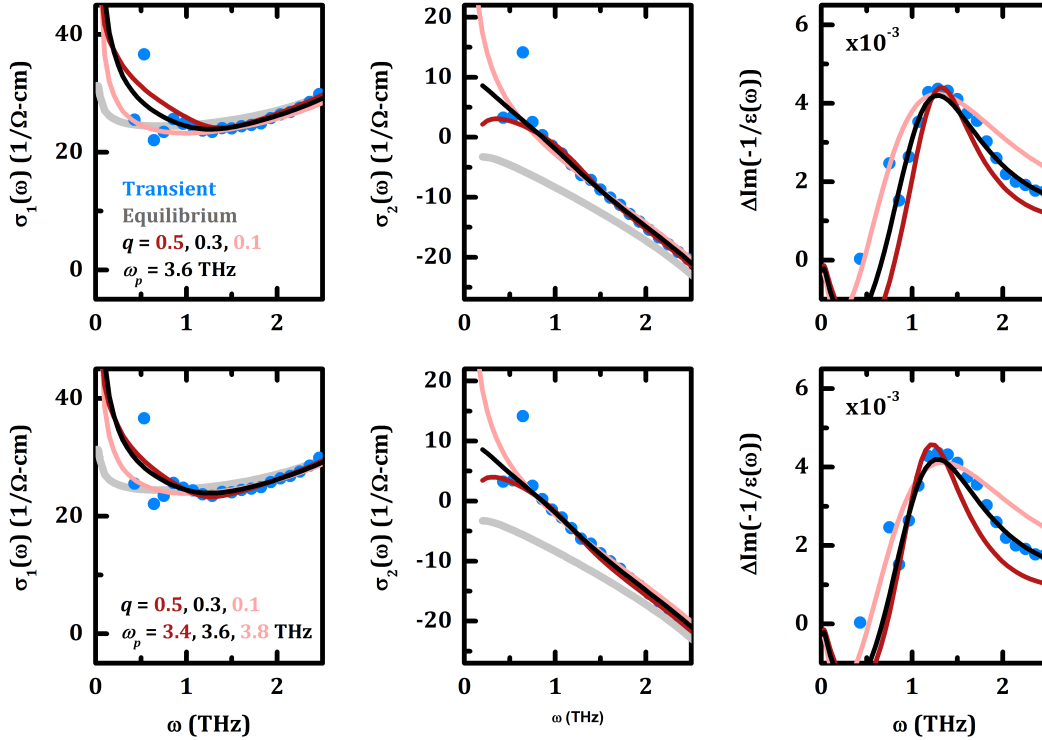 40
20
0
σ₁(ω) (1/Ω-cm)
Transient
Equilibrium
q = 0.5, 0.3, 0.1
ωₚ = 3.6 THz
0 1 2
20
10
0
-10
-20
σ₂(ω) (1/Ω-cm)
0 1 2
6
4
2
0
ΔIm(-1/ε(ω))
x10⁻³
0 1 2
40
20
0
σ₁(ω) (1/Ω-cm)
q = 0.5, 0.3, 0.1
ωₚ = 3.4, 3.6, 3.8 THz
0 1 2
ω (THz)
20
10
0
-10
-20
σ₂(ω) (1/Ω-cm)
0 1 2
ω (THz)
6
4
2
0
ΔIm(-1/ε(ω))
x10⁻³
0 1 2
ω (THz)